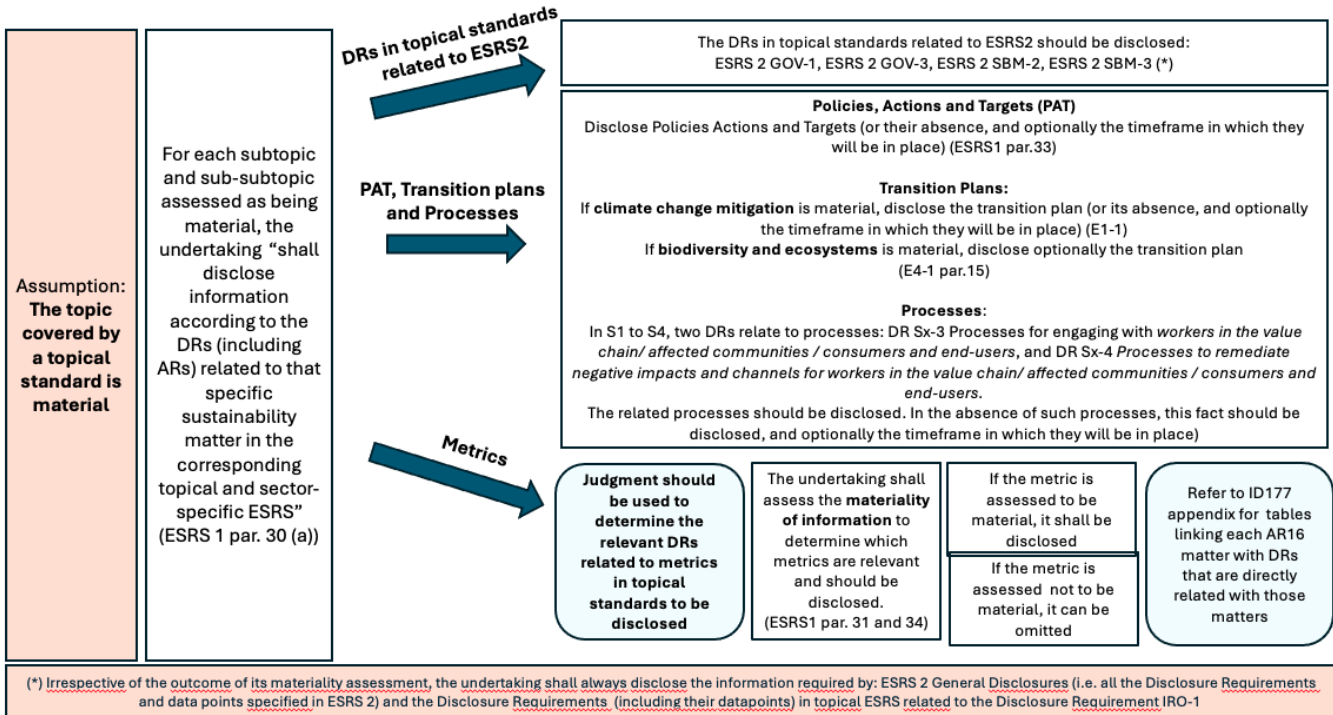 Assumption:
The topic
covered by
a topical
standard is
material
For each subtopic
and sub-subtopic
assessed as being
material, the
undertaking “shall
disclose
information
according to the
DRs (including
ARs) related to that
specific
sustainability
matter in the
corresponding
topical and sector-
specific ESRS”
(ESRS 1 par. 30 (a))
DRs in topical standards
related to ESRS2
The DRs in topical standards related to ESRS2 should be disclosed:
ESRS 2 GOV-1, ESRS 2 GOV-3, ESRS 2 SBM-2, ESRS 2 SBM-3 (*)
PAT, Transition plans
and Processes
Policies, Actions and Targets (PAT)
Disclose Policies Actions and Targets (or their absence, and optionally the timeframe in which they
will be in place) (ESRS1 par.33)
Transition Plans:
If climate change mitigation is material, disclose the transition plan (or its absence, and optionally
the timeframe in which they will be in place) (E1-1)
If biodiversity and ecosystems is material, disclose optionally the transition plan
(E4-1 par.15)
Processes:
In S1 to S4, two DRs relate to processes: DR Sx-3 Processes for engaging with workers in the value
chain/ affected communities / consumers and end-users, and DR Sx-4 Processes to remediate
negative impacts and channels for workers in the value chain/ affected communities / consumers and
end-users.
The related processes should be disclosed. In the absence of such processes, this fact should be
disclosed, and optionally the timeframe in which they will be in place)
Metrics
Judgment should
be used to
determine the
relevant DRs
related to metrics
in topical
standards to be
disclosed
The undertaking shall
assess the materiality
of information to
determine which
metrics are relevant
and should be
disclosed.
(ESRS1 par. 31 and 34)
If the metric is
assessed to be
material, it shall be
disclosed
If the metric is
assessed not to be
material, it can be
omitted
Refer to ID177
appendix for tables
linking each AR16
matter with DRs
that are directly
related with those
matters
(*) Irrespective of the outcome of its materiality assessment, the undertaking shall always disclose the information required by: ESRS 2 General Disclosures (i.e. all the Disclosure Requirements
and data points specified in ESRS 2) and the Disclosure Requirements (including their datapoints) in topical ESRS related to the Disclosure Requirement IRO-1